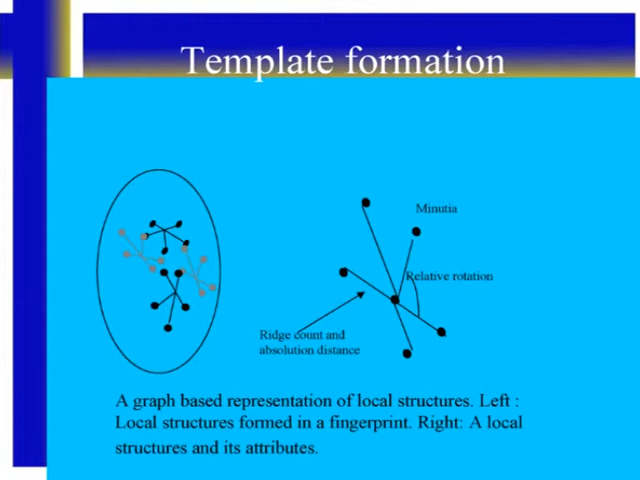 Template formation
Minutia
Relative rotation
Ridge count and
absolution distance
A graph based representation of local structures. Left :
Local structures formed in a fingerprint. Right: A local
structures and its attributes.